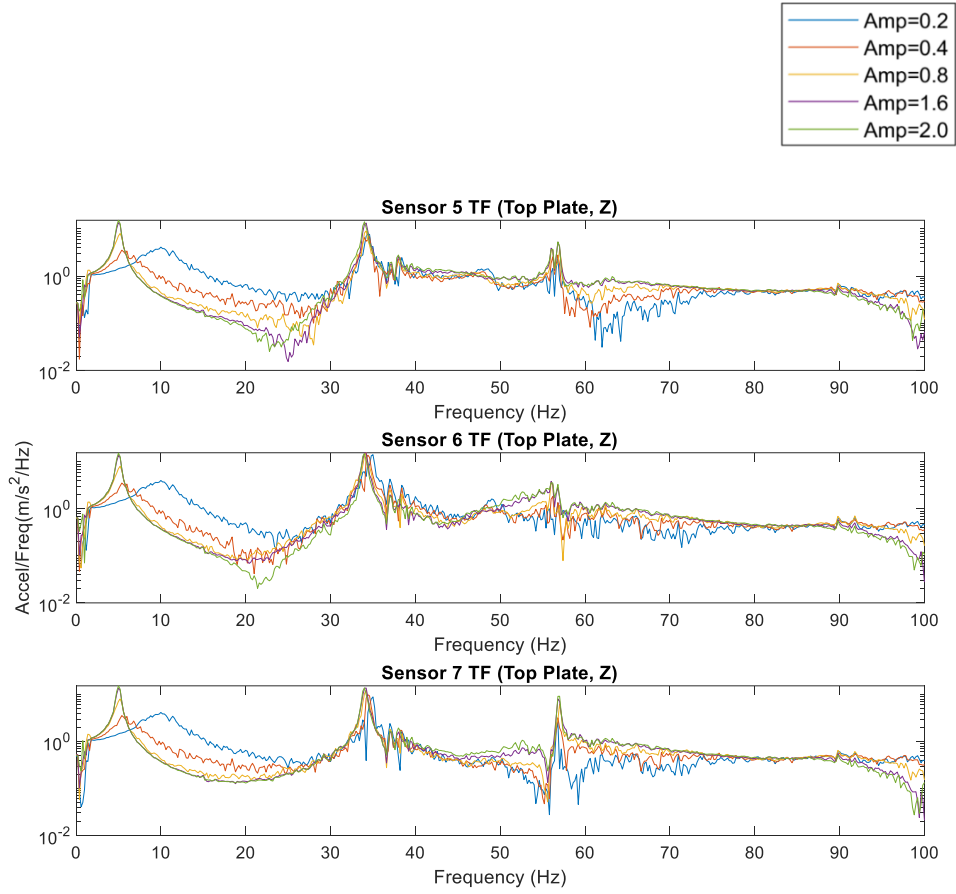 Amp=0.2
Amp=0.4
Amp=0.8
Amp=1.6
Amp=2.0
Sensor 5 TF (Top Plate, Z)
10^0
10^-2
0 10 20 30 40 50 60 70 80 90 100
Frequency (Hz)
Sensor 6 TF (Top Plate, Z)
Accel/Freq(m/s^2/Hz)
10^0
10^-2
0 10 20 30 40 50 60 70 80 90 100
Frequency (Hz)
Sensor 7 TF (Top Plate, Z)
10^0
10^-2
0 10 20 30 40 50 60 70 80 90 100
Frequency (Hz)